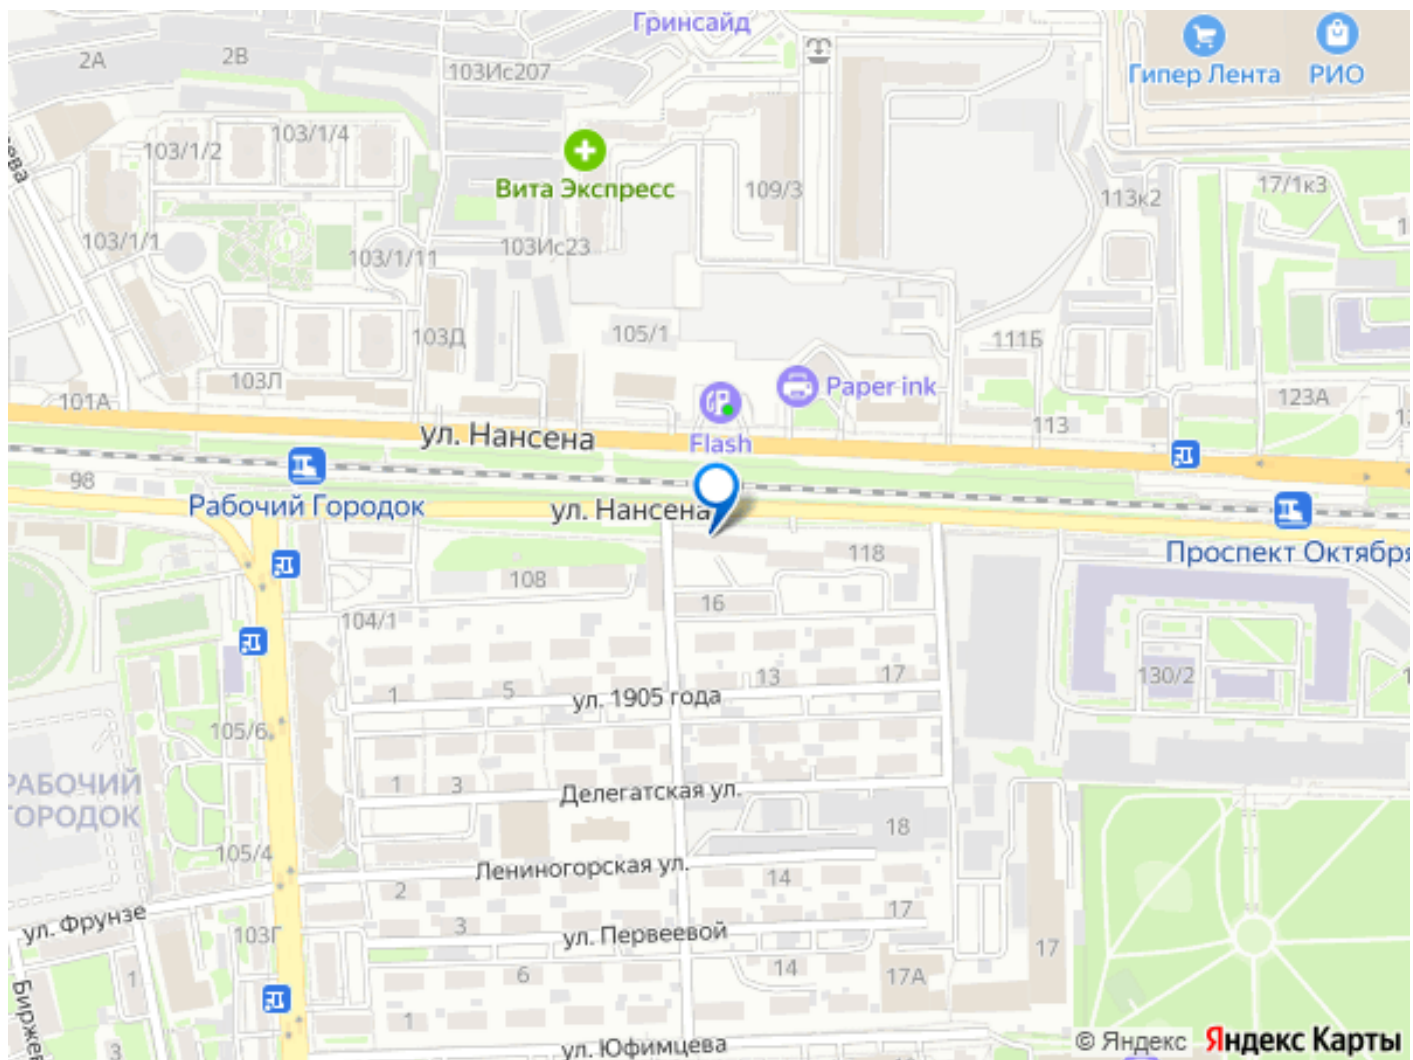 Гринсайд
Гипер Лента
РИО
2А
2В
103Ис207
103/1/4
103/1/2
Вита Экспресс
109/3
113к2
17/1к3
103/1/1
103/1/11
103Ис23
103Д
105/1
111Б
103Л
101А
Paper ink
123А
113
Flash
ул. Нансена
98
Рабочий Городок
ул. Нансена
Проспект Октября
118
108
16
104/1
130/2
1
5
13
17
ул. 1905 года
105/6
РАБОЧИЙ
ГОРОДОК
1
3
Делегатская ул.
18
105/4
Лениногорская ул.
2
14
ул. Фрунзе
103Г
3
17
ул. Первеевой
17
1
6
14
17А
1
3
ул. Юфимцева
© Яндекс
Яндекс Карты